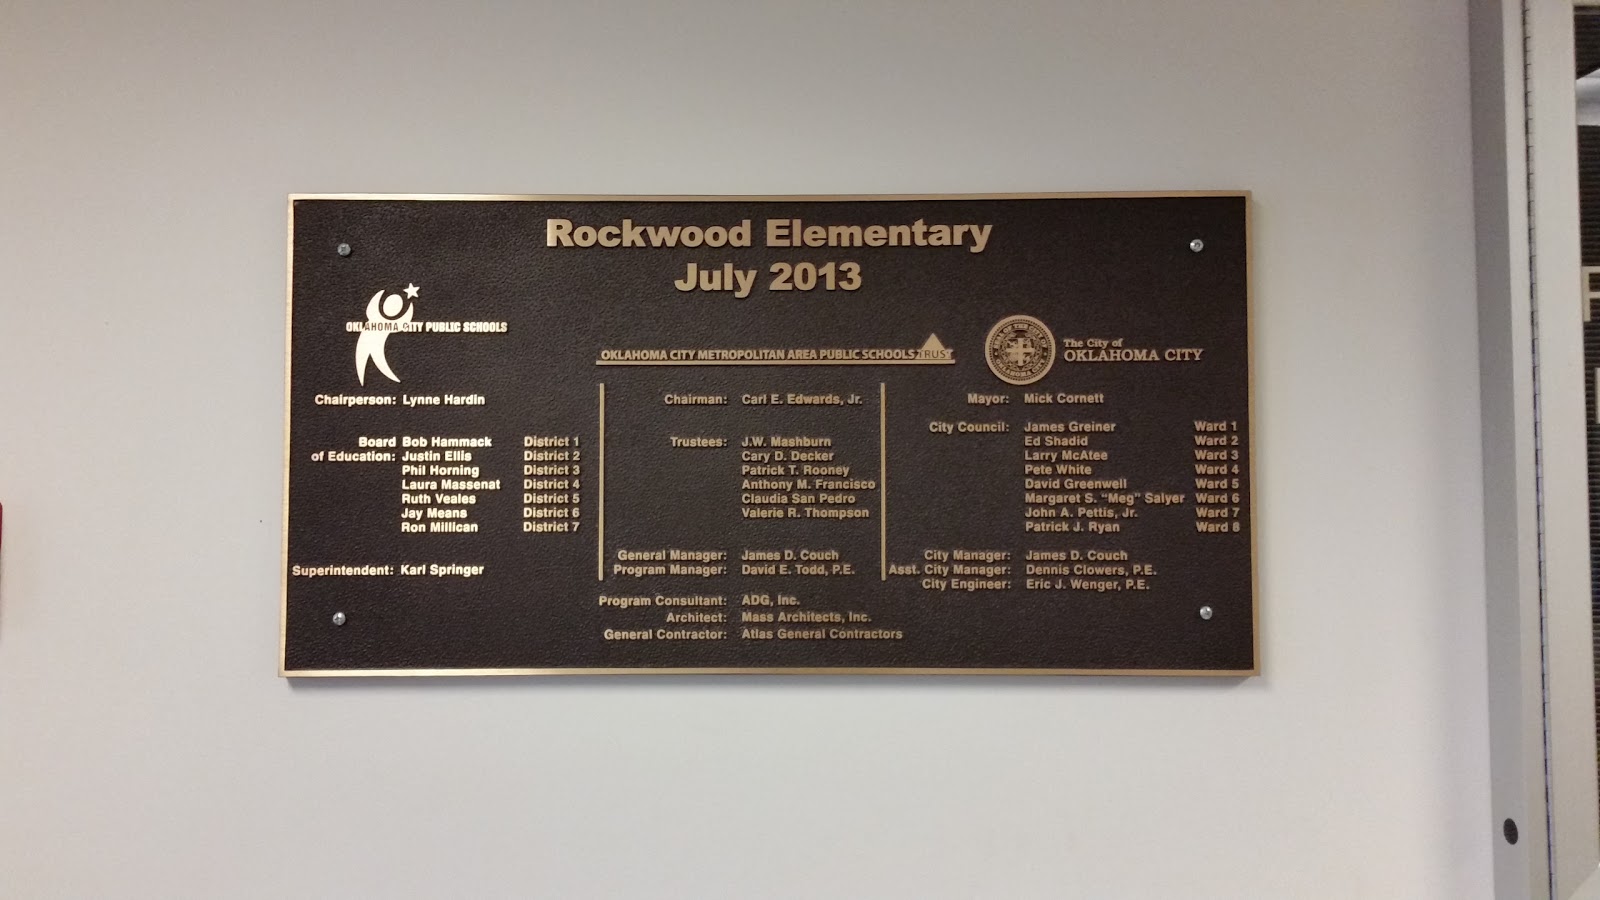 Rockwood Elementary
July 2013
OKLAHOMA CITY PUBLIC SCHOOLS
Chairperson: Lynne Hardin
Board of Education: Bob Hammack District 1
Justin Ellis District 2
Phil Horning District 3
Laura Massenat District 4
Ruth Veales District 5
Jay Means District 6
Ron Millican District 7
Superintendent: Karl Springer
OKLAHOMA CITY METROPOLITAN AREA PUBLIC SCHOOLS TRUST
Chairman: Carl E. Edwards, Jr.
Trustees: J.W. Mashburn
Cary D. Decker
Patrick T. Rooney
Anthony M. Francisco
Claudia San Pedro
Valerie R. Thompson
General Manager: James D. Couch
Program Manager: David E. Todd, P.E.
Program Consultant: ADG, Inc.
Architect: Mass Architects, Inc.
General Contractor: Atlas General Contractors
The City of
OKLAHOMA CITY
Mayor: Mick Cornett
City Council: James Greiner Ward 1
Ed Shadid Ward 2
Larry McAtee Ward 3
Pete White Ward 4
David Greenwell Ward 5
Margaret S. "Meg" Salyer Ward 6
John A. Pettis, Jr. Ward 7
Patrick J. Ryan Ward 8
City Manager: James D. Couch
Asst. City Manager: Dennis Clowers, P.E.
City Engineer: Eric J. Wenger, P.E.